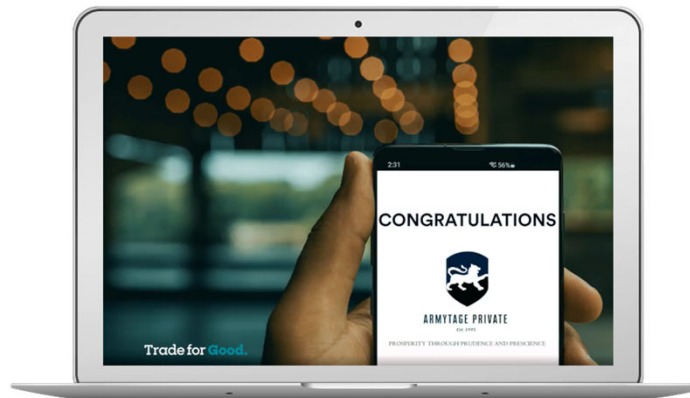 2:31 56%
CONGRATULATIONS
ARMYTAGE PRIVATE
Est 1995
PROSPERITY THROUGH PRUDENCE AND PRESCIENCE
Trade for Good.